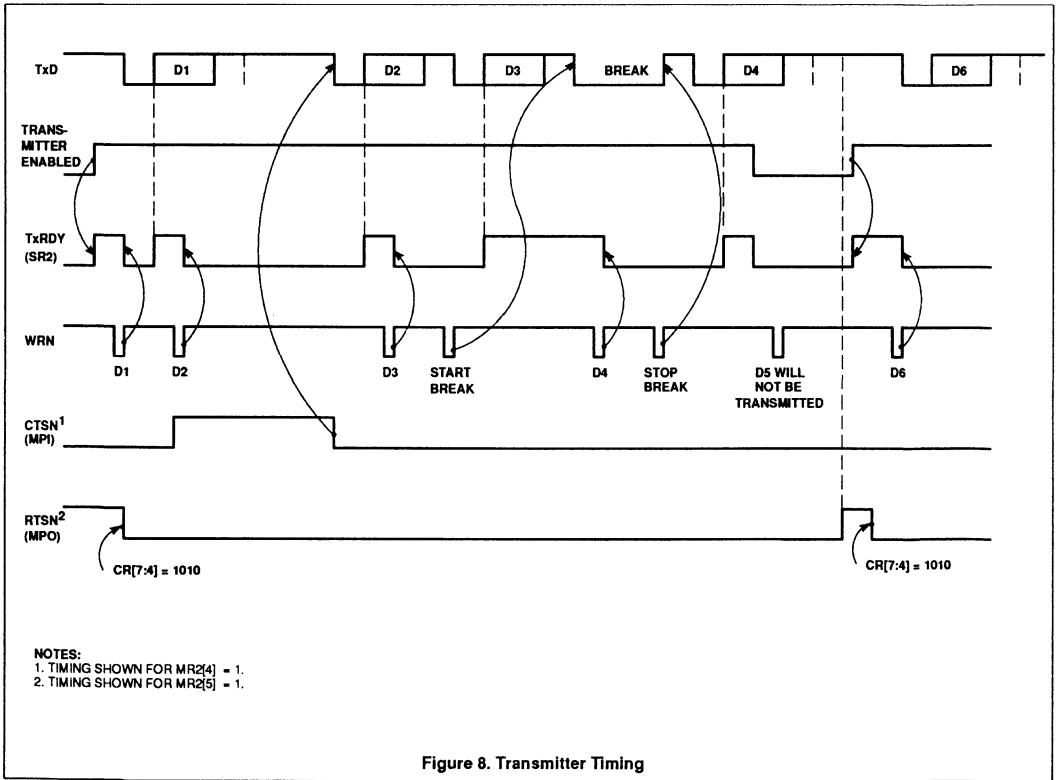 TxD
D1
D2
D3
BREAK
D4
D6
TRANS-
MITTER
ENABLED
TxRDY
(SR2)
WRN
D1
D2
D3
START
BREAK
D4
STOP
BREAK
D5 WILL
NOT BE
TRANSMITTED
D6
CTSN1
(MPI)
RTSN2
(MPO)
CR[7:4] = 1010
CR[7:4] = 1010
NOTES:
1. TIMING SHOWN FOR MR2[4] = 1.
2. TIMING SHOWN FOR MR2[5] = 1.
Figure 8. Transmitter Timing